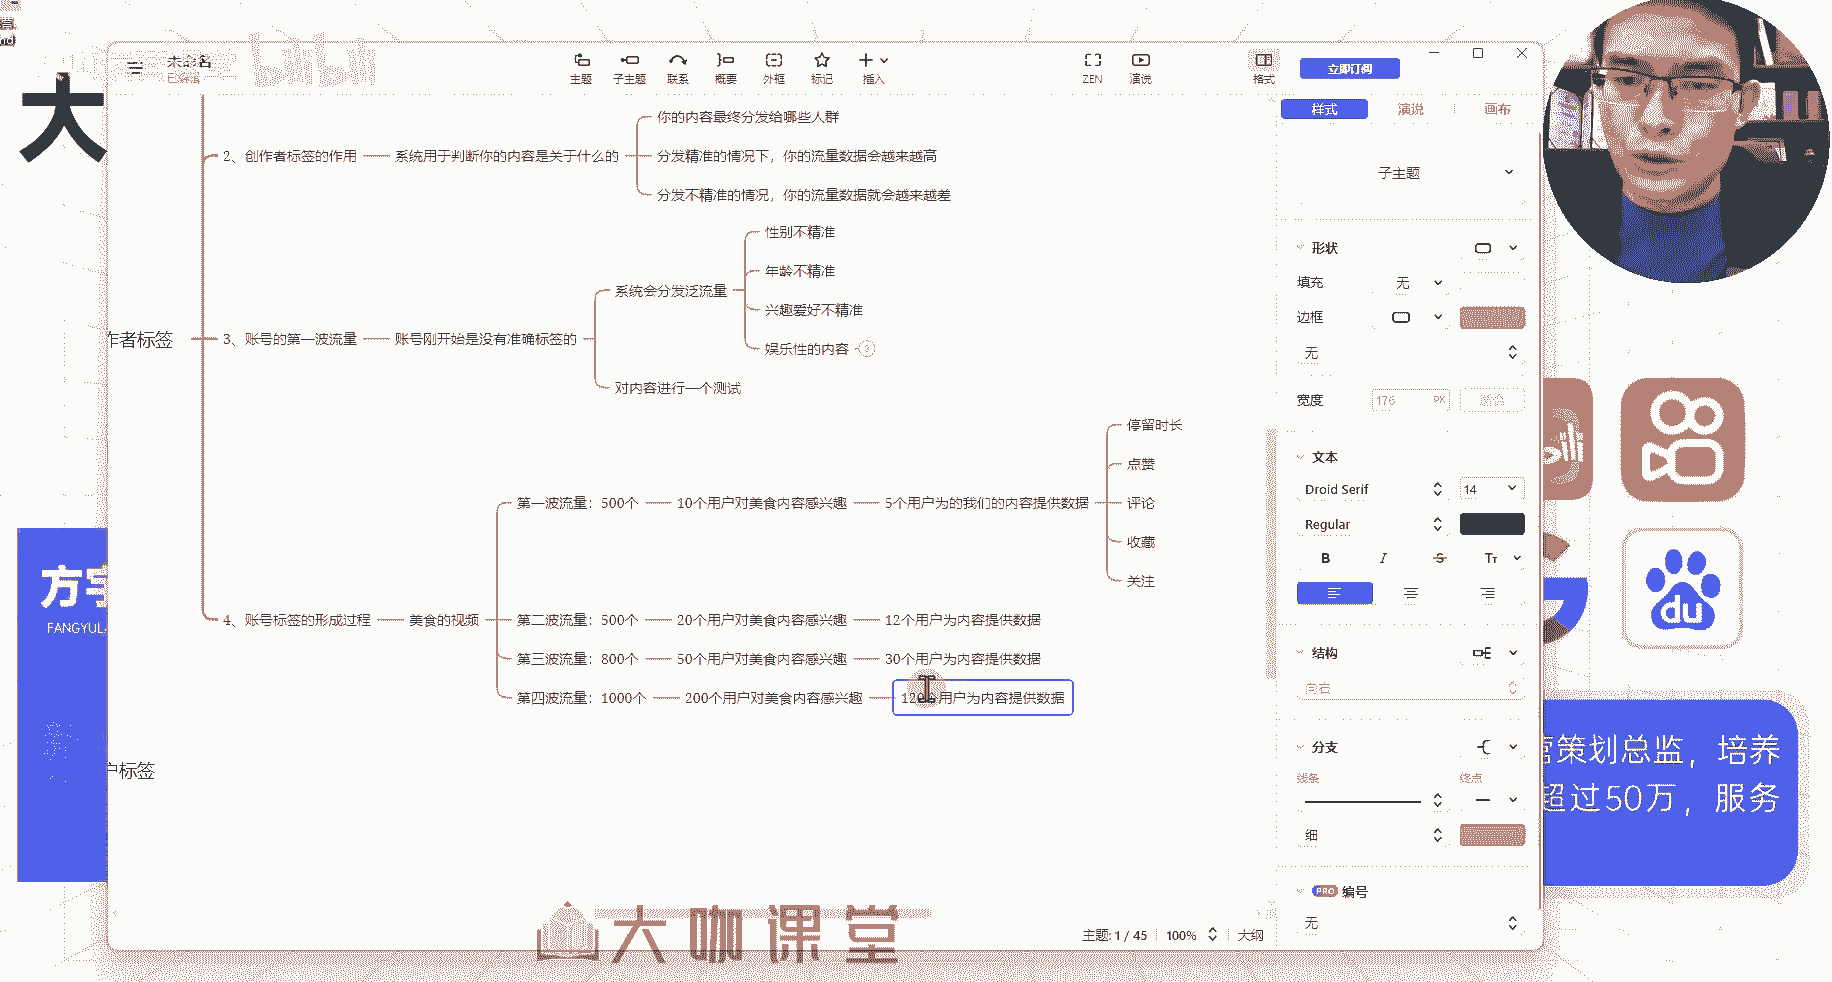 未命名
已编辑
bilibili
主题
子主题
联系
概要
外框
标记
插入
ZEN
演说
格式
立即订阅
大
样式
演说
画布
子主题
形状
填充
无
边框
无
宽度
176
PX
文本
Droid Serif
14
Regular
B
I
S
TT
结构
向右
分支
线条
终点
细
PRO
编号
无
你的内容最终分发给哪些人群
2、创作者标签的作用
系统用于判断你的内容是关于什么的
分发精准的情况下，你的流量数据会越来越高
分发不精准的情况，你的流量数据就会越来越差
性别不精准
年龄不精准
系统会分发泛流量
兴趣爱好不精准
作者标签
3、账号的第一波流量
账号刚开始是没有准确标签的
娱乐性的内容
3
对内容进行一个测试
停留时长
点赞
第一波流量：500个
10个用户对美食内容感兴趣
5个用户为的我们的内容提供数据
评论
收藏
关注
4、账号标签的形成过程
美食的视频
第二波流量：500个
20个用户对美食内容感兴趣
12个用户为内容提供数据
第三波流量：800个
50个用户对美食内容感兴趣
30个用户为内容提供数据
第四波流量：1000个
200个用户对美食内容感兴趣
120个用户为内容提供数据
户标签
方宇
FANGYULA
du
营策划总监，培养
超过50万，服务
大咖课堂
主题: 1 / 45
100%
大纲